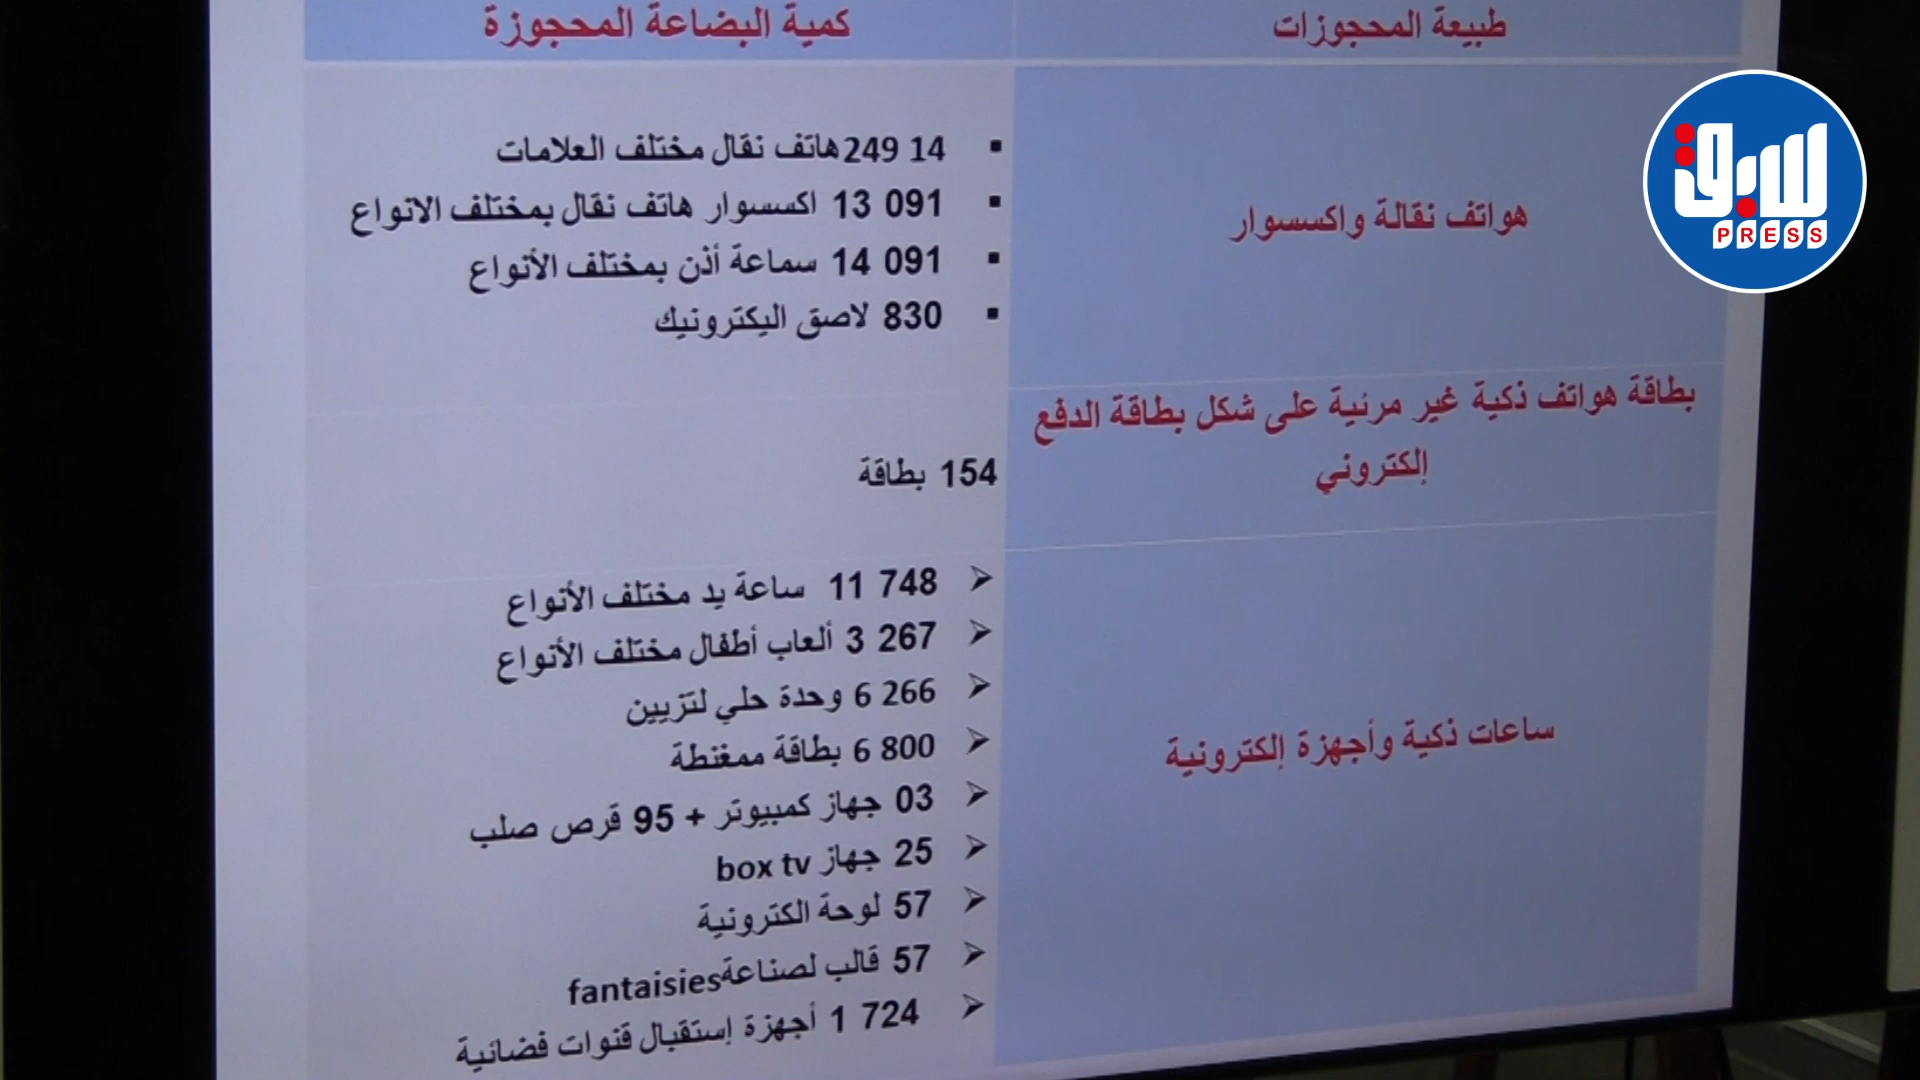 طبيعة المحجوزات
كمية البضاعة المحجوزة
هواتف نقالة واكسسوار
249 14 هاتف نقال مختلف العلامات
13 091 اكسسوار هاتف نقال بمختلف الانواع
14 091 سماعة أذن بمختلف الأنواع
830 لاصق اليكترونيك
بطاقة هواتف ذكية غير مرئية على شكل بطاقة الدفع
إلكتروني
154 بطاقة
ساعات ذكية وأجهزة إلكترونية
11 748 ساعة يد مختلف الأنواع
3 267 ألعاب أطفال مختلف الأنواع
6 266 وحدة حلي لتزيين
6 800 بطاقة ممغنطة
03 جهاز كمبيوتر + 95 قرص صلب
25 جهاز box tv
57 لوحة الكترونية
57 قالب لصناعة fantaisies
1 724 أجهزة إستقبال قنوات فضائية
سبق
PRESS